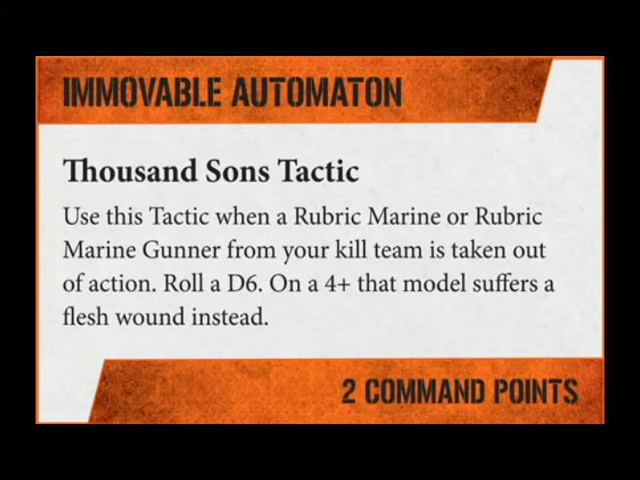 IMMOVABLE AUTOMATON
Thousand Sons Tactic
Use this Tactic when a Rubric Marine or Rubric
Marine Gunner from your kill team is taken out
of action. Roll a D6. On a 4+ that model suffers a
flesh wound instead.
2 COMMAND POINTS